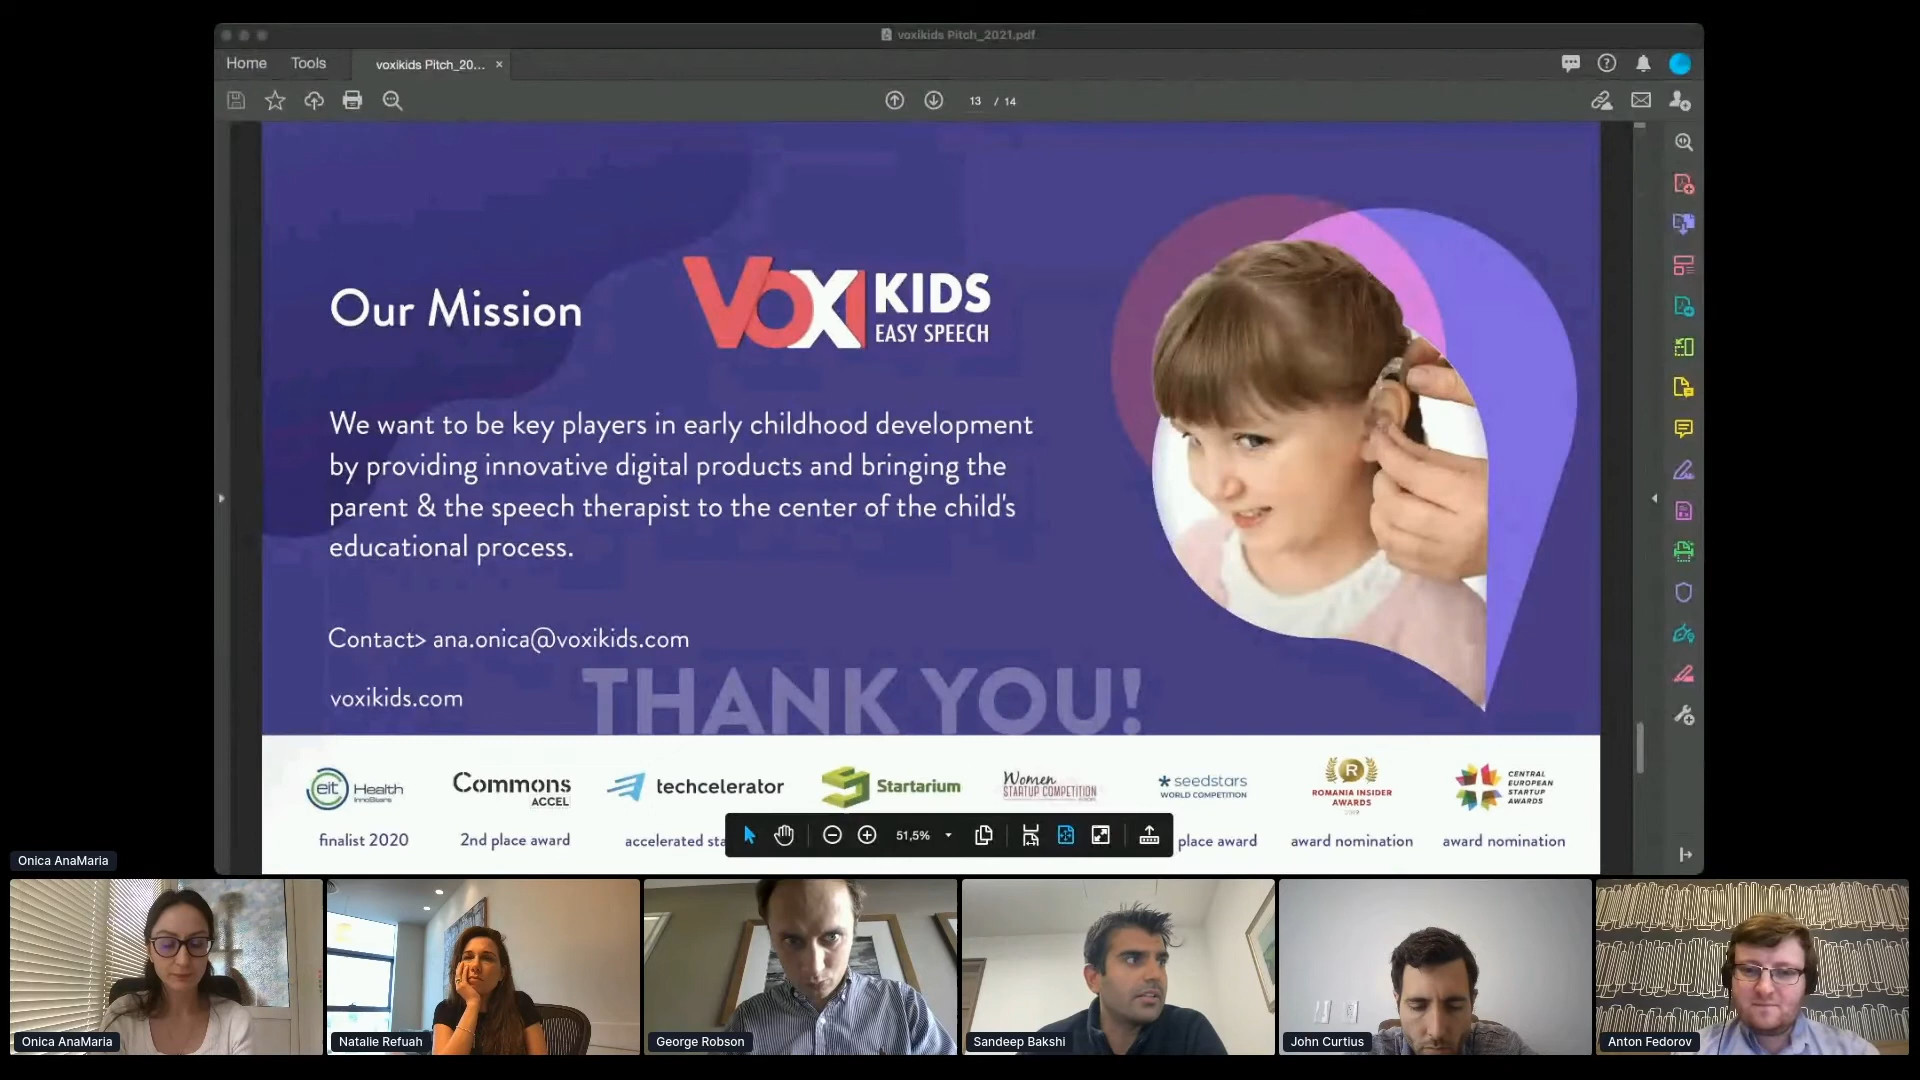 voxikids Pitch_2021.pdf
Home
Tools
voxikids Pitch_20...
13 / 14
Our Mission
VOXI KIDS
EASY SPEECH
We want to be key players in early childhood development
by providing innovative digital products and bringing the
parent & the speech therapist to the center of the child's
educational process.
Contact> ana.onica@voxikids.com
voxikids.com
THANK YOU!
eit Health
InnoStars
finalist 2020
Commons
ACCEL
2nd place award
techcelerator
accelerated sta
Startarium
Women
STARTUP COMPETITION
seedstars
WORLD COMPETITION
place award
R
ROMANIA INSIDER
AWARDS
award nomination
CENTRAL
EUROPEAN
STARTUP
AWARDS
award nomination
51,5%
Onica AnaMaria
Onica AnaMaria
Natalie Refuah
George Robson
Sandeep Bakshi
John Curtius
Anton Fedorov